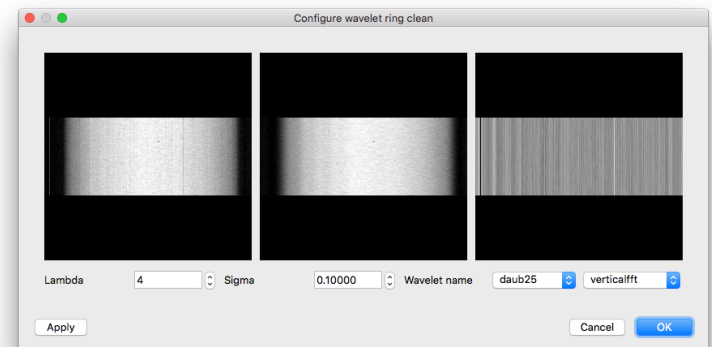 Configure wavelet ring clean
Lambda 4 Sigma 0.10000 Wavelet name daub25 verticalfft
Apply Cancel OK